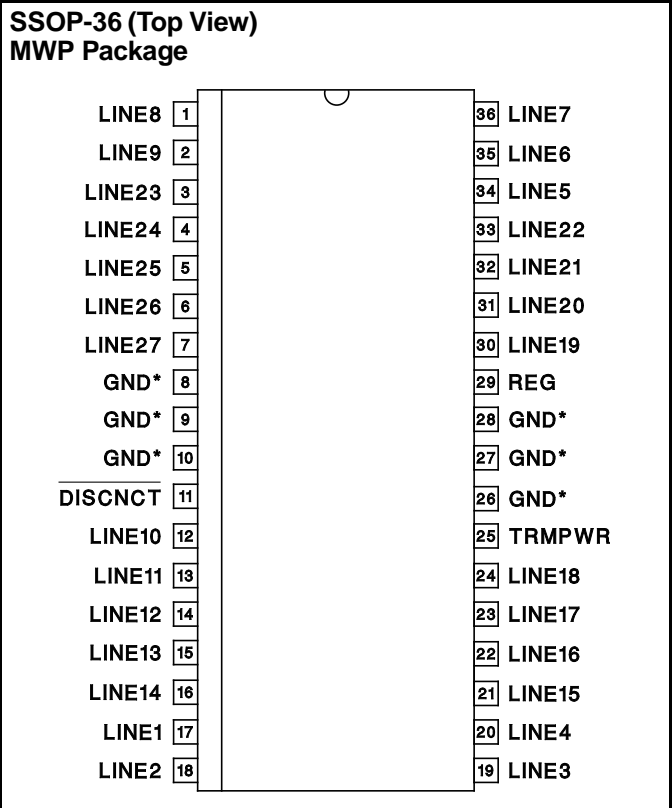 SSOP-36 (Top View)
MWP Package
LINE8 1 36 LINE7
LINE9 2 35 LINE6
LINE23 3 34 LINE5
LINE24 4 33 LINE22
LINE25 5 32 LINE21
LINE26 6 31 LINE20
LINE27 7 30 LINE19
GND* 8 29 REG
GND* 9 28 GND*
GND* 10 27 GND*
DISCNCT 11 26 GND*
LINE10 12 25 TRMPWR
LINE11 13 24 LINE18
LINE12 14 23 LINE17
LINE13 15 22 LINE16
LINE14 16 21 LINE15
LINE1 17 20 LINE4
LINE2 18 19 LINE3